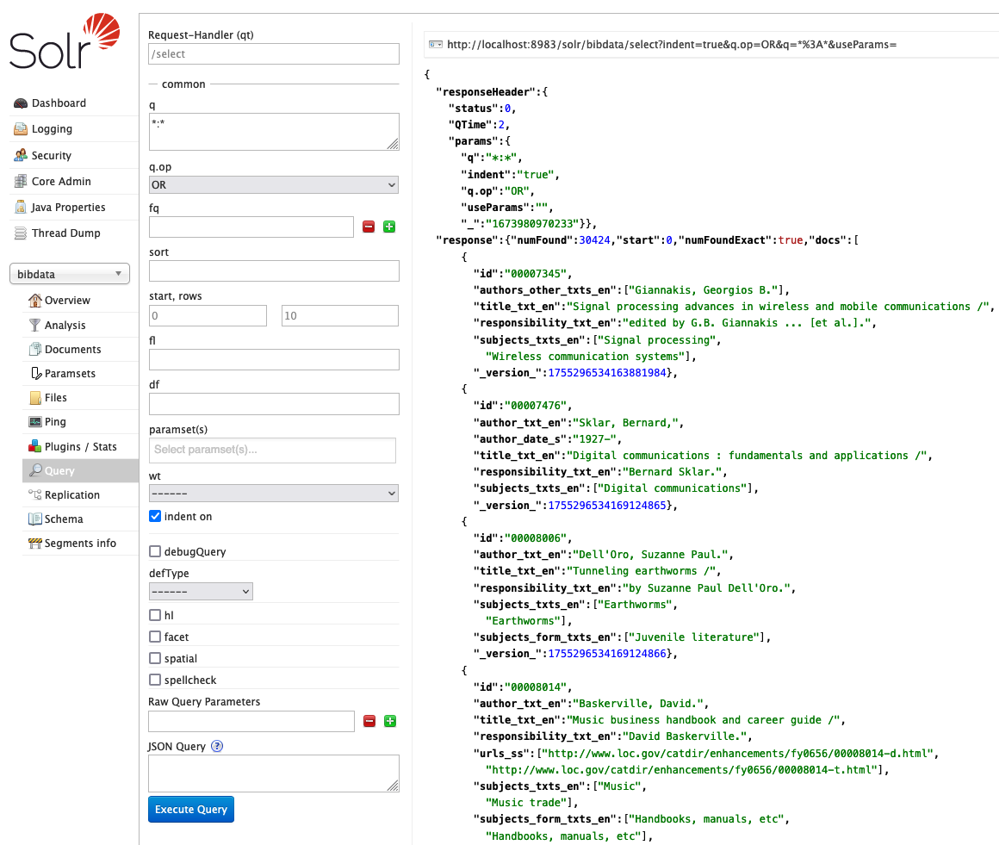 Solr
Dashboard
Logging
Security
Core Admin
Java Properties
Thread Dump
bibdata
Overview
Analysis
Documents
Paramsets
Files
Ping
Plugins / Stats
Query
Replication
Schema
Segments info
Request-Handler (qt)
/select
common
q
*:*
q.op
OR
fq
sort
start, rows
0 10
fl
df
paramset(s)
Select paramset(s)...
wt
------
indent on
debugQuery
defType
------
hl
facet
spatial
spellcheck
Raw Query Parameters
JSON Query ?
Execute Query
http://localhost:8983/solr/bibdata/select?indent=true&q.op=OR&q=*%3A*&useParams=
{
"responseHeader":{
"status":0,
"QTime":2,
"params":{
"q":"*:*",
"indent":"true",
"q.op":"OR",
"useParams":"",
"_":"1673980970233"}},
"response":{"numFound":30424,"start":0,"numFoundExact":true,"docs":[
{
"id":"00007345",
"authors_other_txts_en":["Giannakis, Georgios B."],
"title_txt_en":"Signal processing advances in wireless and mobile communications /",
"responsibility_txt_en":"edited by G.B. Giannakis ... [et al.].",
"subjects_txts_en":["Signal processing",
"Wireless communication systems"],
"_version_":1755296534163881984},
{
"id":"00007476",
"author_txt_en":"Sklar, Bernard,",
"author_date_s":"1927-",
"title_txt_en":"Digital communications : fundamentals and applications /",
"responsibility_txt_en":"Bernard Sklar.",
"subjects_txts_en":["Digital communications"],
"_version_":1755296534169124865},
{
"id":"00008006",
"author_txt_en":"Dell'Oro, Suzanne Paul.",
"title_txt_en":"Tunneling earthworms /",
"responsibility_txt_en":"by Suzanne Paul Dell'Oro.",
"subjects_txts_en":["Earthworms",
"Earthworms"],
"subjects_form_txts_en":["Juvenile literature"],
"_version_":1755296534169124866},
{
"id":"00008014",
"author_txt_en":"Baskerville, David.",
"title_txt_en":"Music business handbook and career guide /",
"responsibility_txt_en":"David Baskerville.",
"urls_ss":["http://www.loc.gov/catdir/enhancements/fy0656/00008014-d.html",
"http://www.loc.gov/catdir/enhancements/fy0656/00008014-t.html"],
"subjects_txts_en":["Music",
"Music trade"],
"subjects_form_txts_en":["Handbooks, manuals, etc",
"Handbooks, manuals, etc"],